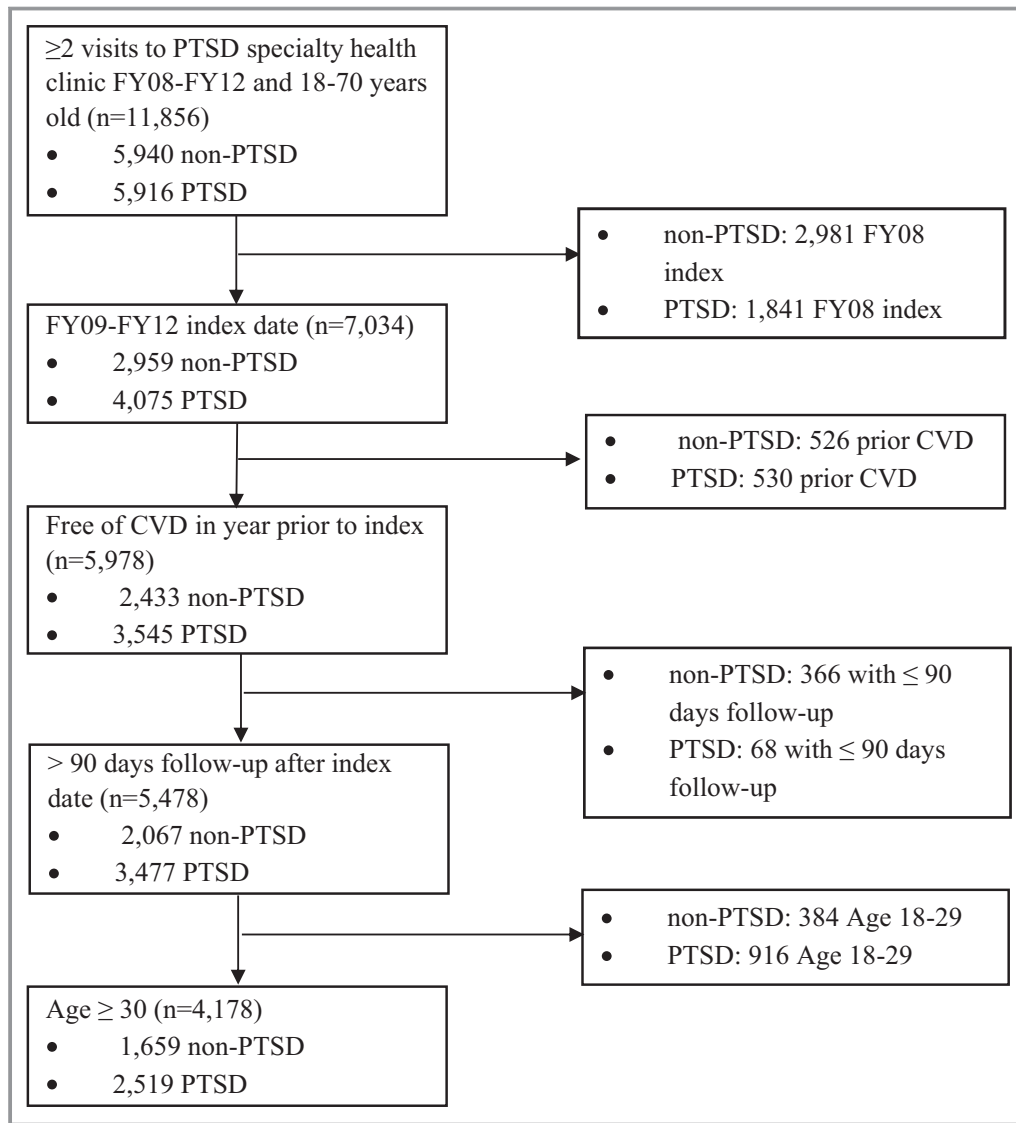 ≥2 visits to PTSD specialty health
clinic FY08-FY12 and 18-70 years
old (n=11,856)
• 5,940 non-PTSD
• 5,916 PTSD
• non-PTSD: 2,981 FY08
index
• PTSD: 1,841 FY08 index
FY09-FY12 index date (n=7,034)
• 2,959 non-PTSD
• 4,075 PTSD
• non-PTSD: 526 prior CVD
• PTSD: 530 prior CVD
Free of CVD in year prior to index
(n=5,978)
• 2,433 non-PTSD
• 3,545 PTSD
• non-PTSD: 366 with ≤ 90
days follow-up
• PTSD: 68 with ≤ 90 days
follow-up
> 90 days follow-up after index
date (n=5,478)
• 2,067 non-PTSD
• 3,477 PTSD
• non-PTSD: 384 Age 18-29
• PTSD: 916 Age 18-29
Age ≥ 30 (n=4,178)
• 1,659 non-PTSD
• 2,519 PTSD